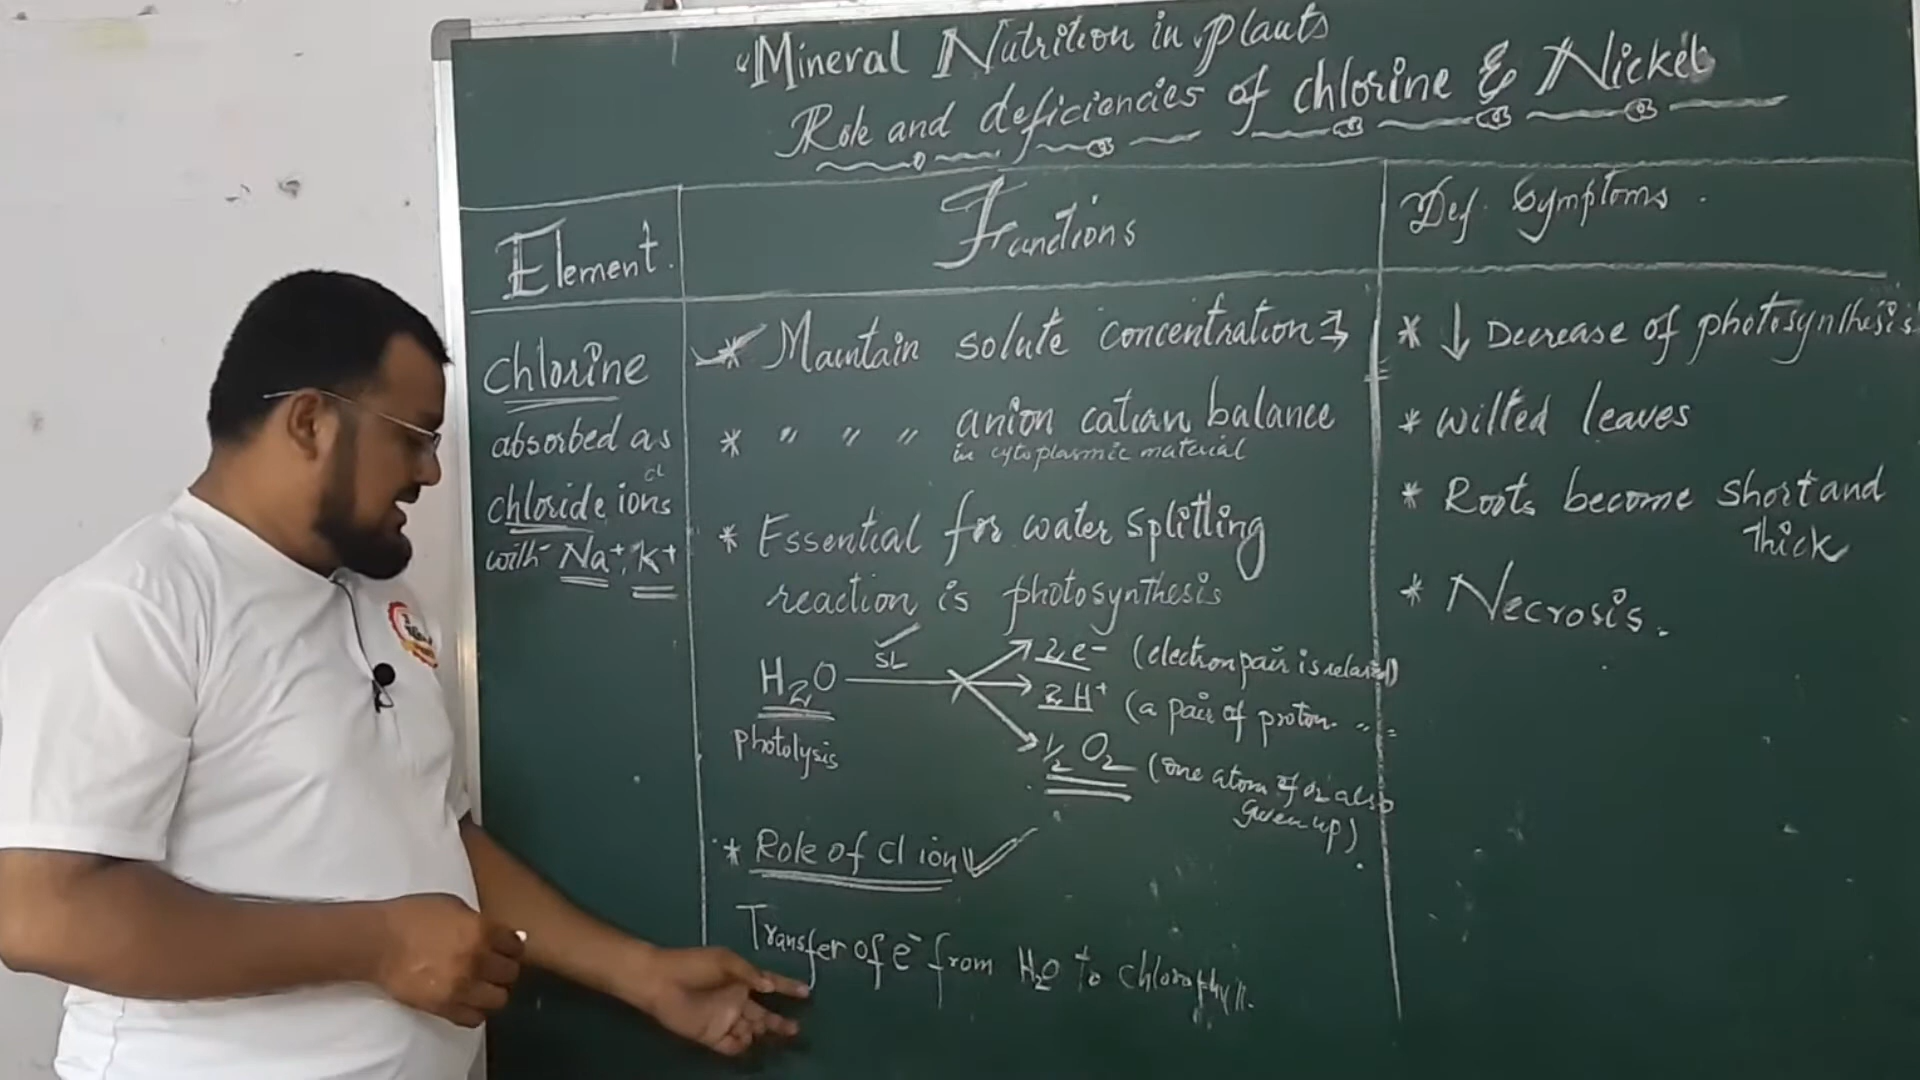 Mineral Nutrition in plants
Role and deficiencies of chlorine & Nickel
Element.
Functions
Def. Symptoms.
chlorine
absorbed as
cl
chloride ions
with Na+, K+
* Maintain solute concentration
* " " " anion cation balance
in cytoplasmic material
* Essential for water splitting
reaction is photosynthesis
H2O SL 2e- (electron pair is relased)
2H+ (a pair of proton " "
photolysis
1/2 O2 (one atom of O2 also
given up)
* Role of Cl ion
Transfer of e- from H2O to chlorophyll.
* ↓ Decrease of photosynthesis
* Wilted leaves
* Roots become short and
thick
* Necrosis.